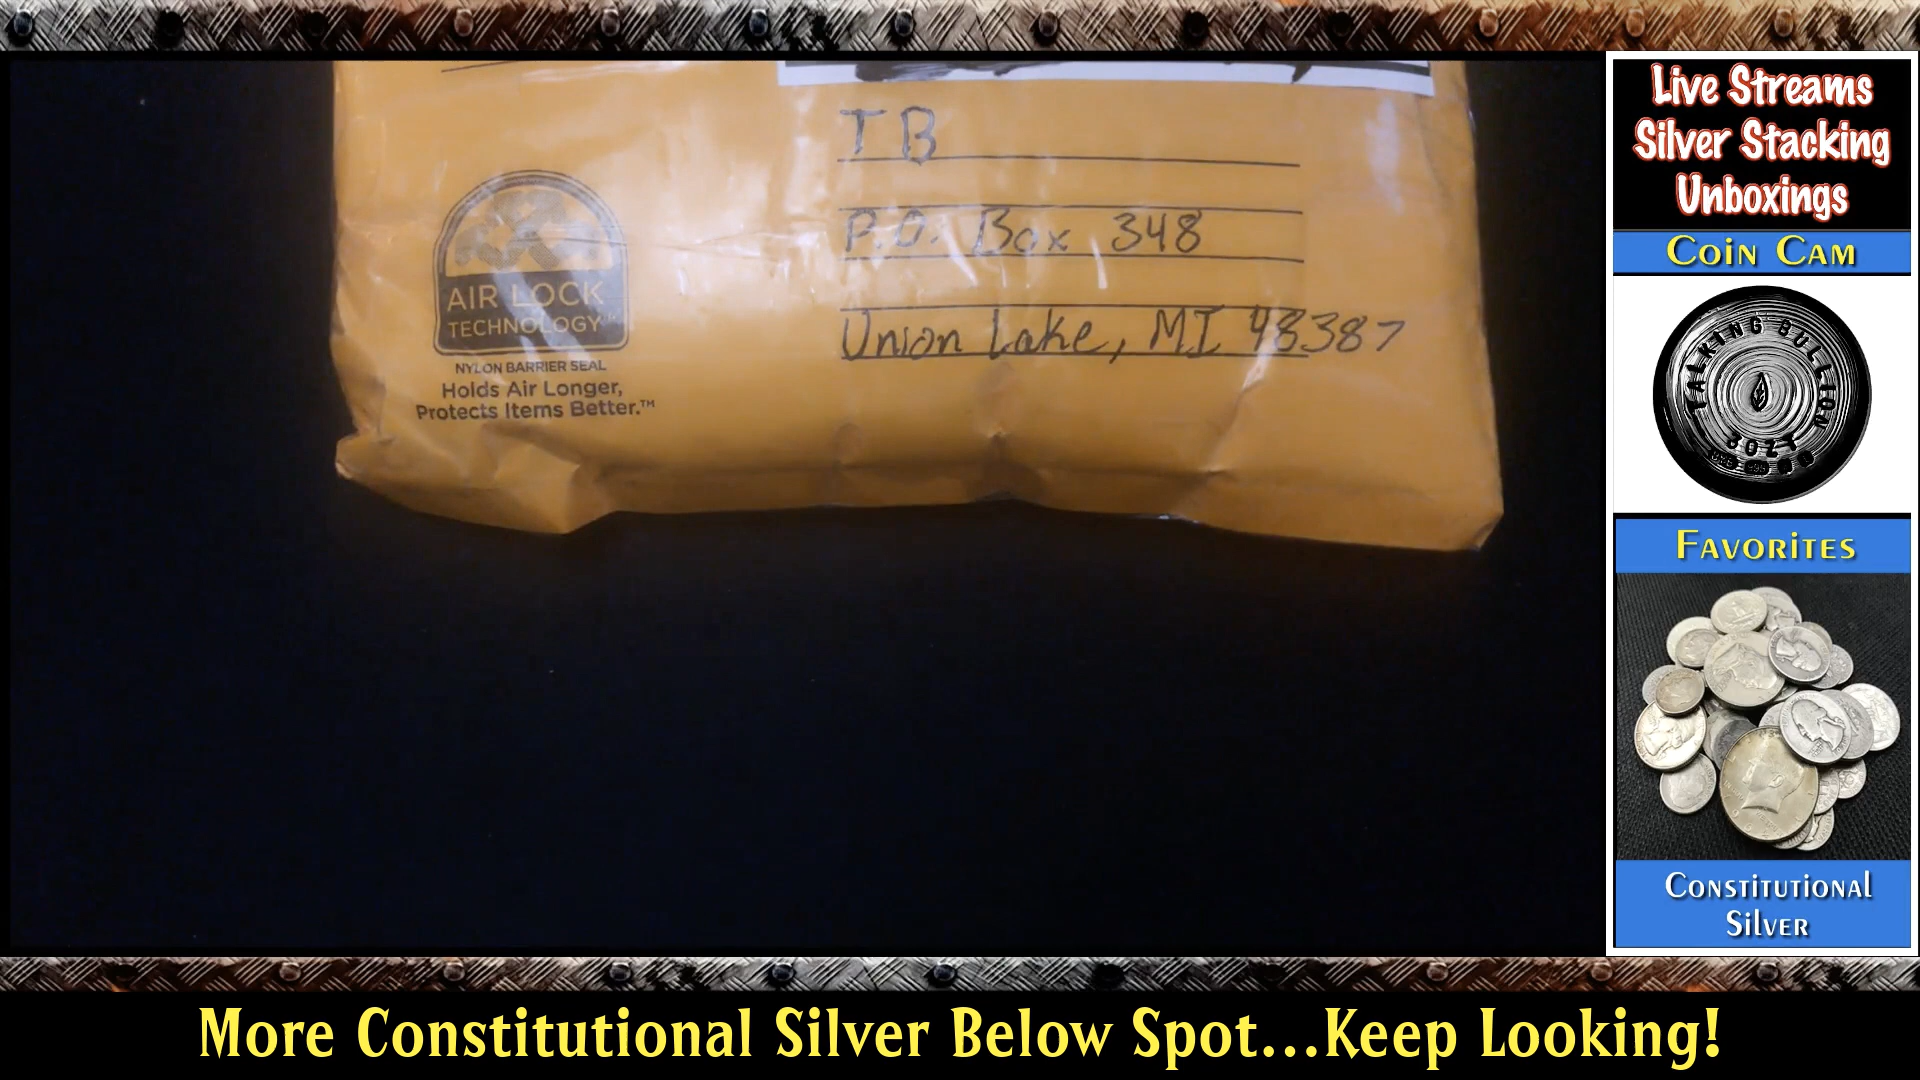 TB
P.O. Box 348
Union Lake, MI 48387
AIR LOCK
TECHNOLOGY™
NYLON BARRIER SEAL
Holds Air Longer,
Protects Items Better.™
Live Streams
Silver Stacking
Unboxings
Coin Cam
TALKING BULLION
3OZT
Favorites
Constitutional
Silver
More Constitutional Silver Below Spot...Keep Looking!